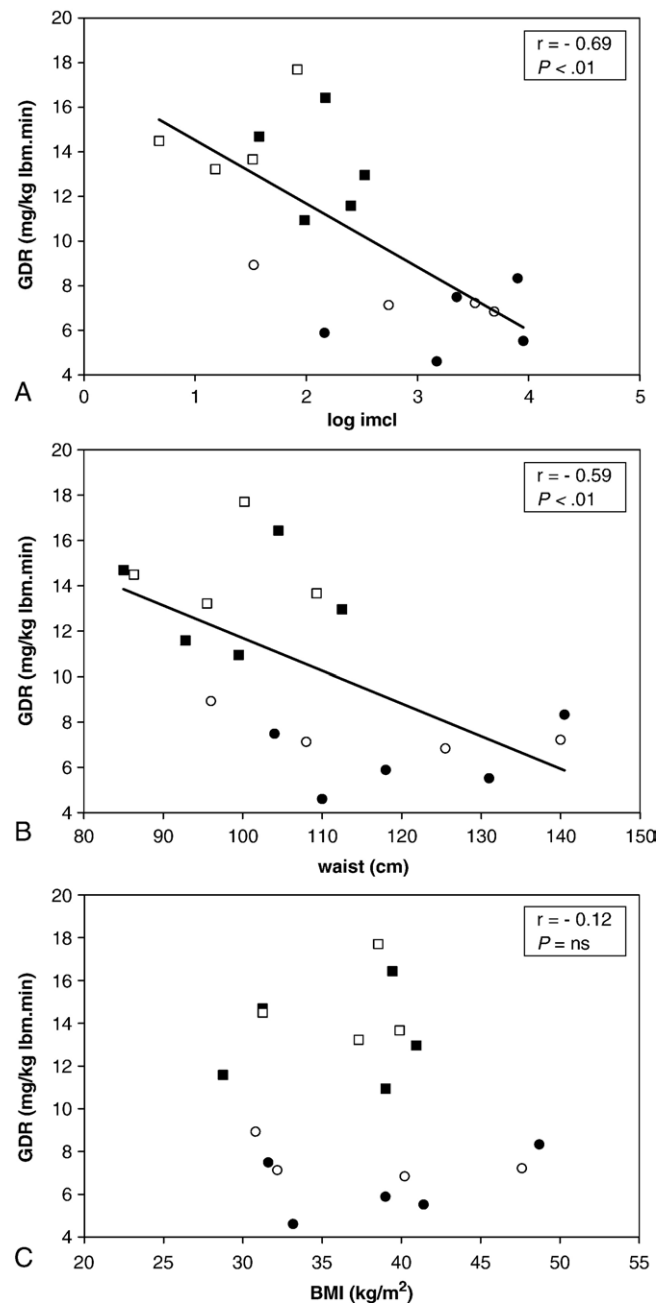 20
18
16
14
12
10
8
6
4
GDR (mg/kg lbm.min)
r = - 0.69
P < .01
0 1 2 3 4 5
log imcl
A
20
18
16
14
12
10
8
6
4
GDR (mg/kg lbm.min)
r = - 0.59
P < .01
80 90 100 110 120 130 140 150
waist (cm)
B
20
18
16
14
12
10
8
6
4
GDR (mg/kg lbm.min)
r = - 0.12
P = ns
20 25 30 35 40 45 50 55
BMI (kg/m²)
C